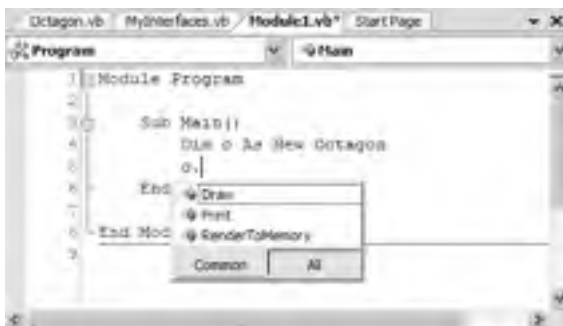 Octagon.vb MyInterfaces.vb Module1.vb* Start Page
Program Main
1 Module Program
2
3 Sub Main()
4 Dim o As New Octagon
5 o.
6 End
Draw
7
Print
8 End Mod
RenderToMemory
9
Common All